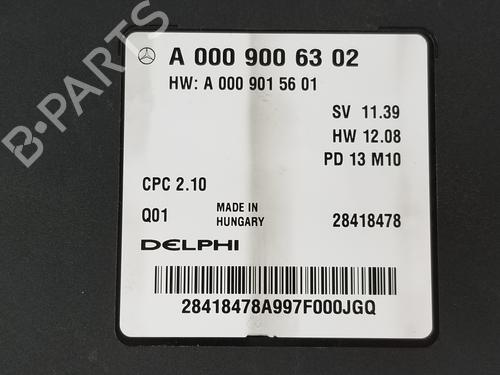 A 000 900 63 02
HW: A 000 901 56 01
SV 11.39
HW 12.08
PD 13 M10
CPC 2.10
Q01
MADE IN
HUNGARY
28418478
DELPHI
28418478A997F000JGQ
B-PARTS